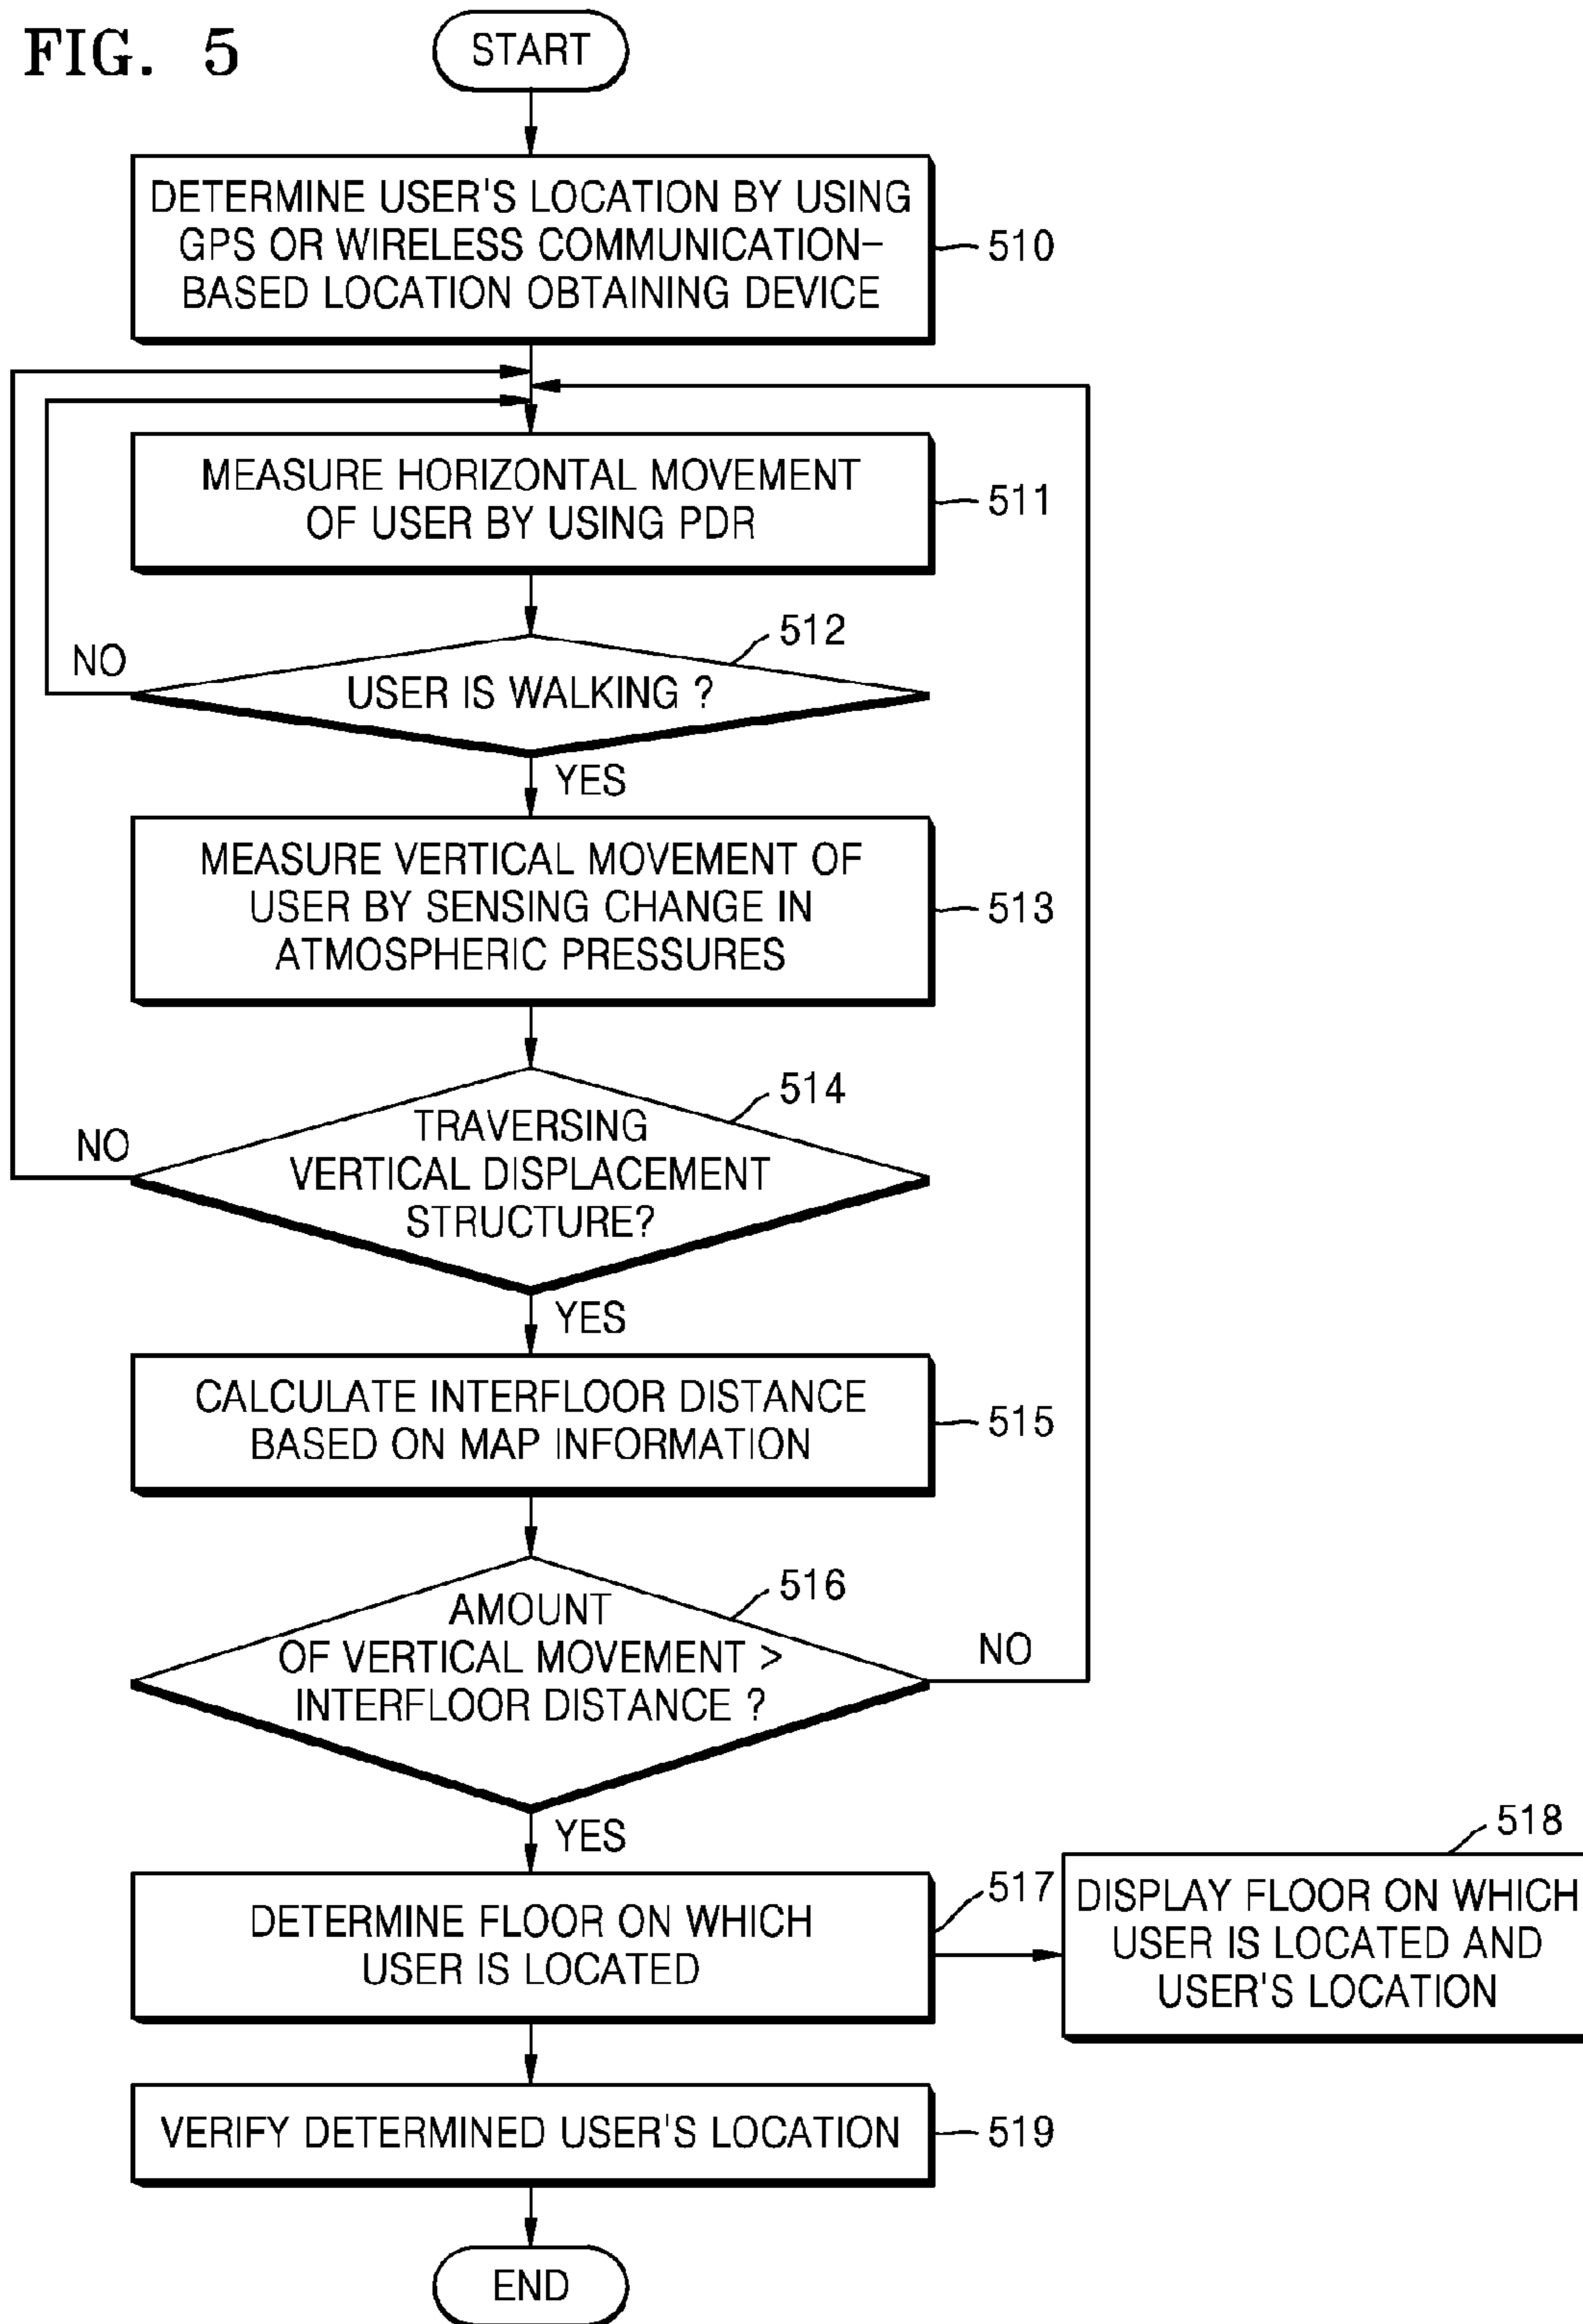 FIG. 5
START
DETERMINE USER'S LOCATION BY USING
GPS OR WIRELESS COMMUNICATION-
BASED LOCATION OBTAINING DEVICE
510
MEASURE HORIZONTAL MOVEMENT
OF USER BY USING PDR
511
512
NO
USER IS WALKING ?
YES
MEASURE VERTICAL MOVEMENT OF
USER BY SENSING CHANGE IN
ATMOSPHERIC PRESSURES
513
514
NO
TRAVERSING
VERTICAL DISPLACEMENT
STRUCTURE?
YES
CALCULATE INTERFLOOR DISTANCE
BASED ON MAP INFORMATION
515
516
AMOUNT
OF VERTICAL MOVEMENT >
INTERFLOOR DISTANCE ?
NO
YES
DETERMINE FLOOR ON WHICH
USER IS LOCATED
517
518
DISPLAY FLOOR ON WHICH
USER IS LOCATED AND
USER'S LOCATION
VERIFY DETERMINED USER'S LOCATION
519
END